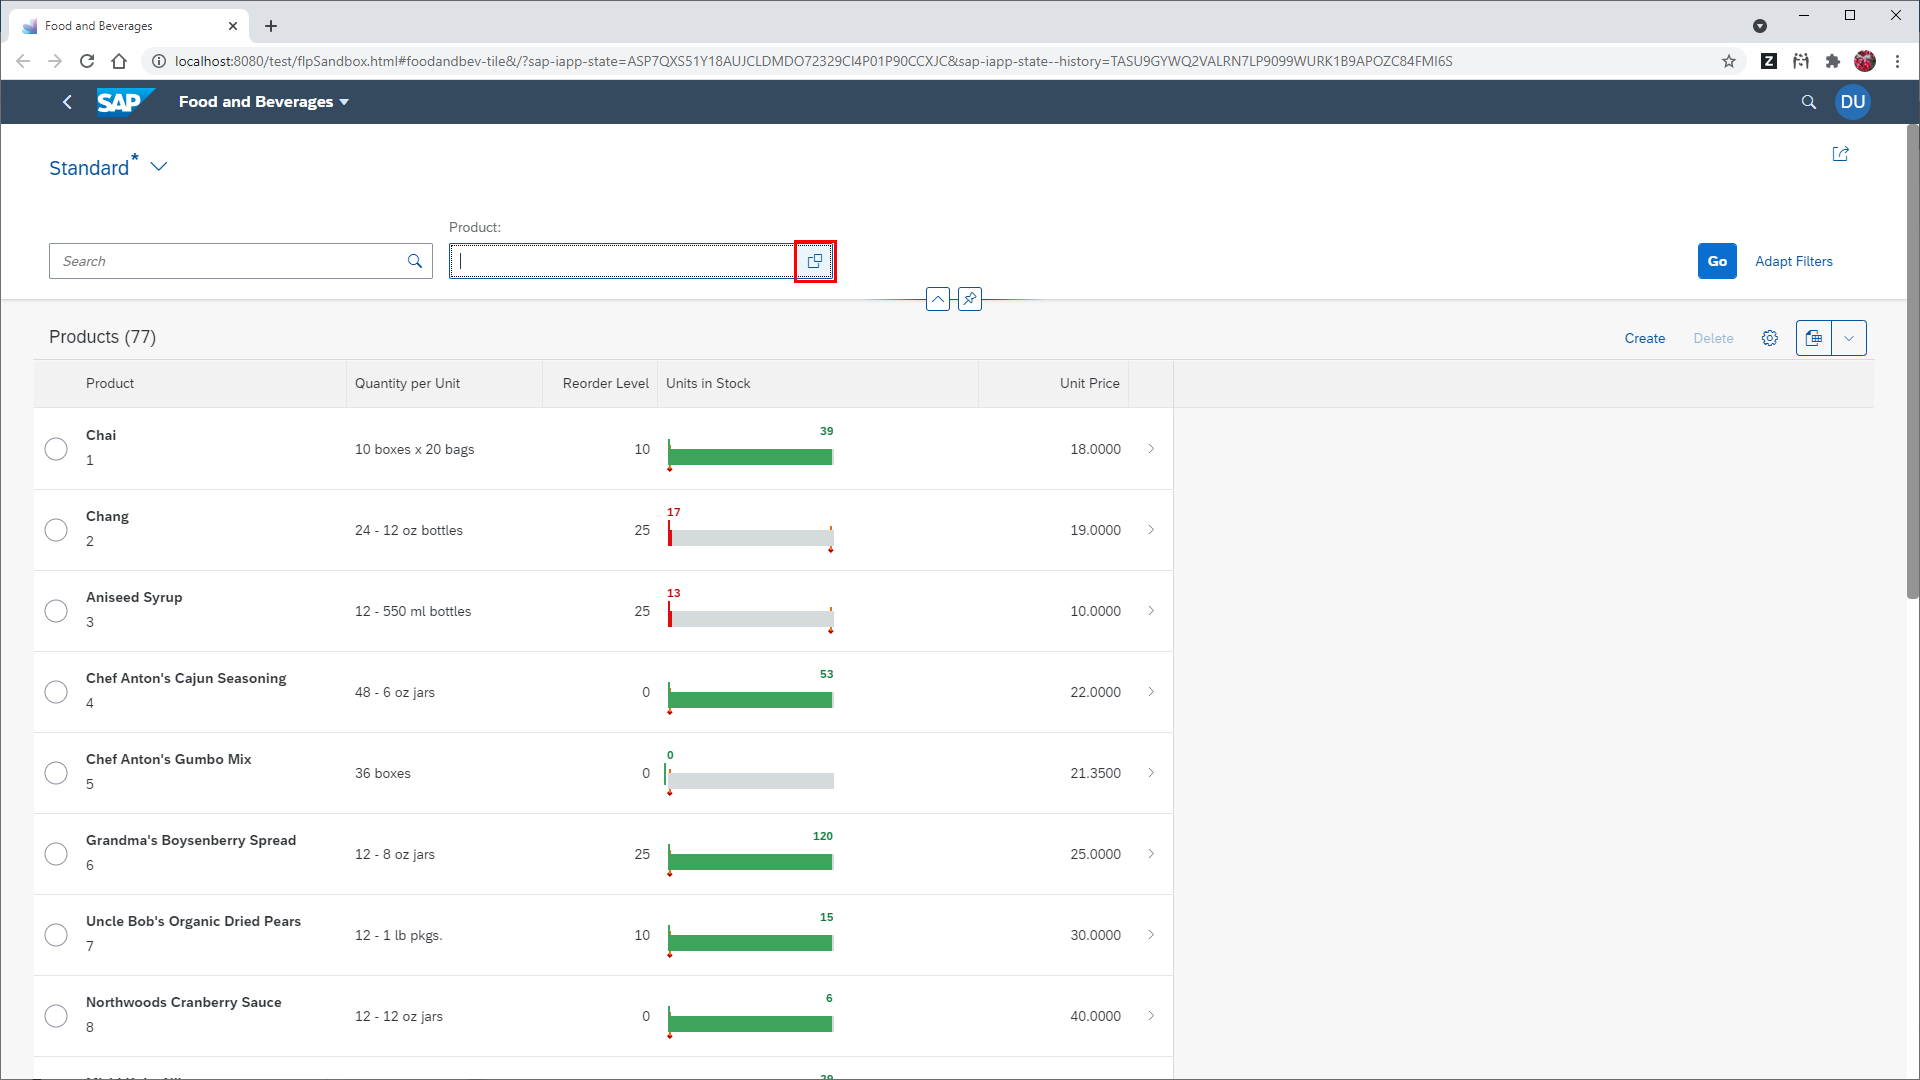 Food and Beverages
localhost:8080/test/flpSandbox.html#foodandbev-tile&/?sap-iapp-state=ASP7QXS51Y18AUJCLDMDO72329CI4P01P90CCXJC&sap-iapp-state--history=TASU9GYWQ2VALRN7LP9099WURK1B9APOZC84FMI6S
Z
SAP Food and Beverages DU
Standard*
Product:
Search
Go Adapt Filters
Products (77) Create Delete
Product Quantity per Unit Reorder Level Units in Stock Unit Price
Chai
1
10 boxes x 20 bags 10 39 18.0000
Chang
2
24 - 12 oz bottles 25 17 19.0000
Aniseed Syrup
3
12 - 550 ml bottles 25 13 10.0000
Chef Anton's Cajun Seasoning
4
48 - 6 oz jars 0 53 22.0000
Chef Anton's Gumbo Mix
5
36 boxes 0 0 21.3500
Grandma's Boysenberry Spread
6
12 - 8 oz jars 25 120 25.0000
Uncle Bob's Organic Dried Pears
7
12 - 1 lb pkgs. 10 15 30.0000
Northwoods Cranberry Sauce
8
12 - 12 oz jars 0 6 40.0000